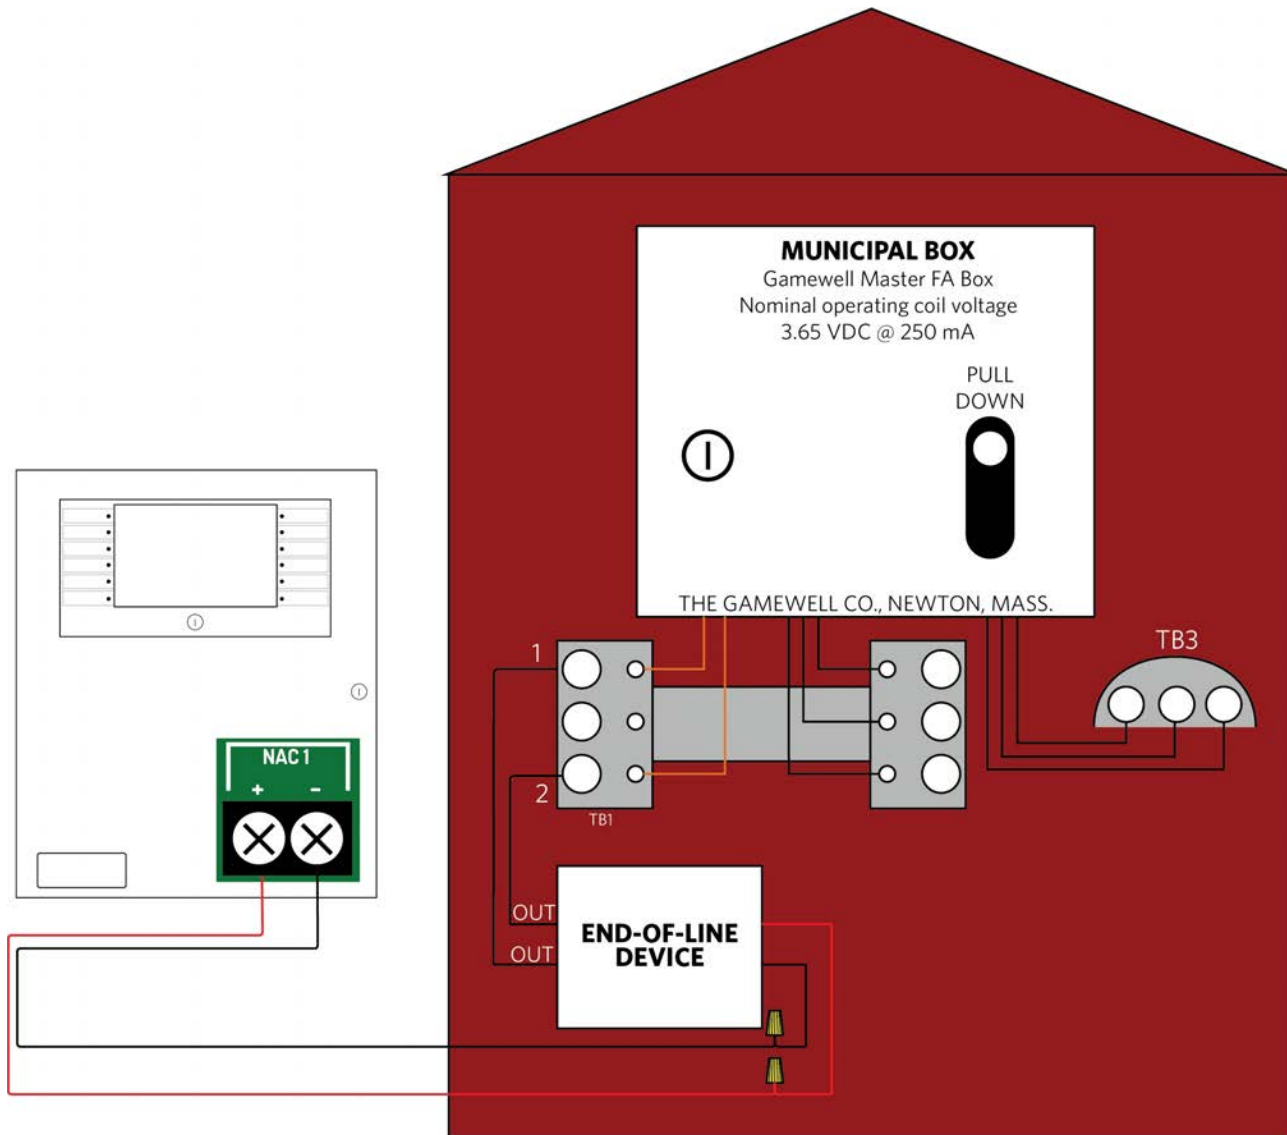 MUNICIPAL BOX
Gamewell Master FA Box
Nominal operating coil voltage
3.65 VDC @ 250 mA
PULL
DOWN
THE GAMEWELL CO., NEWTON, MASS.
1
2
TB1
TB3
NAC 1
+ −
OUT
OUT
END-OF-LINE
DEVICE